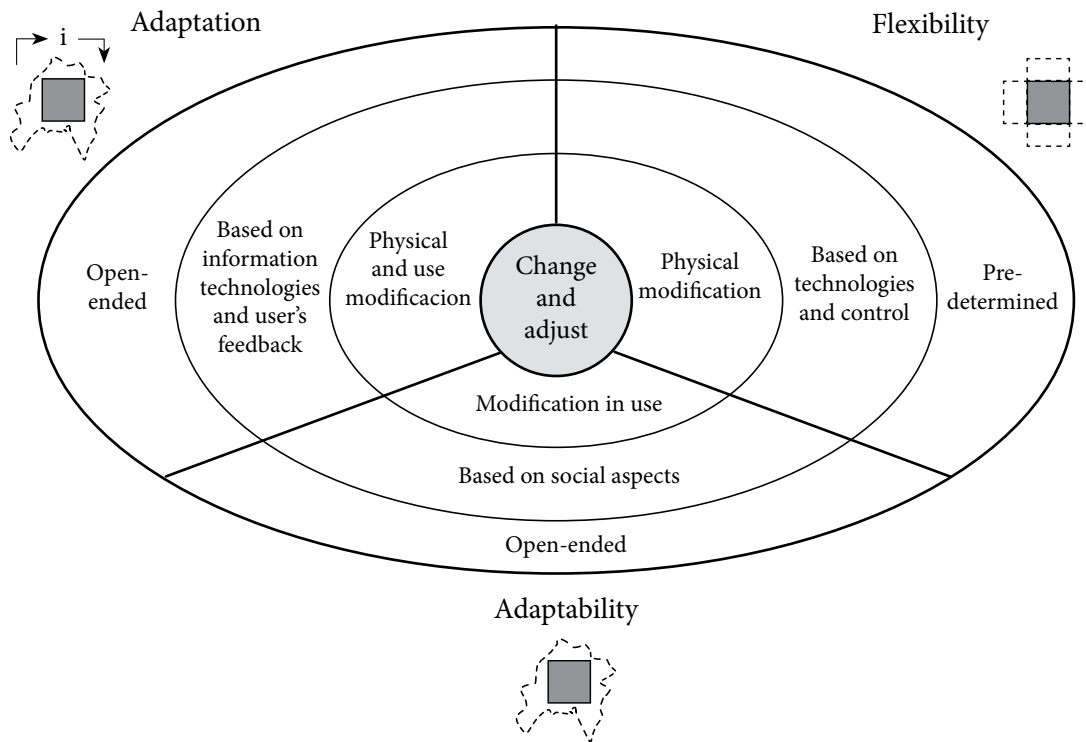 Adaptation
i
Flexibility
Open-
ended
Based on
information
technologies
and user's
feedback
Physical
and use
modificacion
Change
and
adjust
Physical
modification
Based on
technologies
and control
Pre-
determined
Modification in use
Based on social aspects
Open-ended
Adaptability